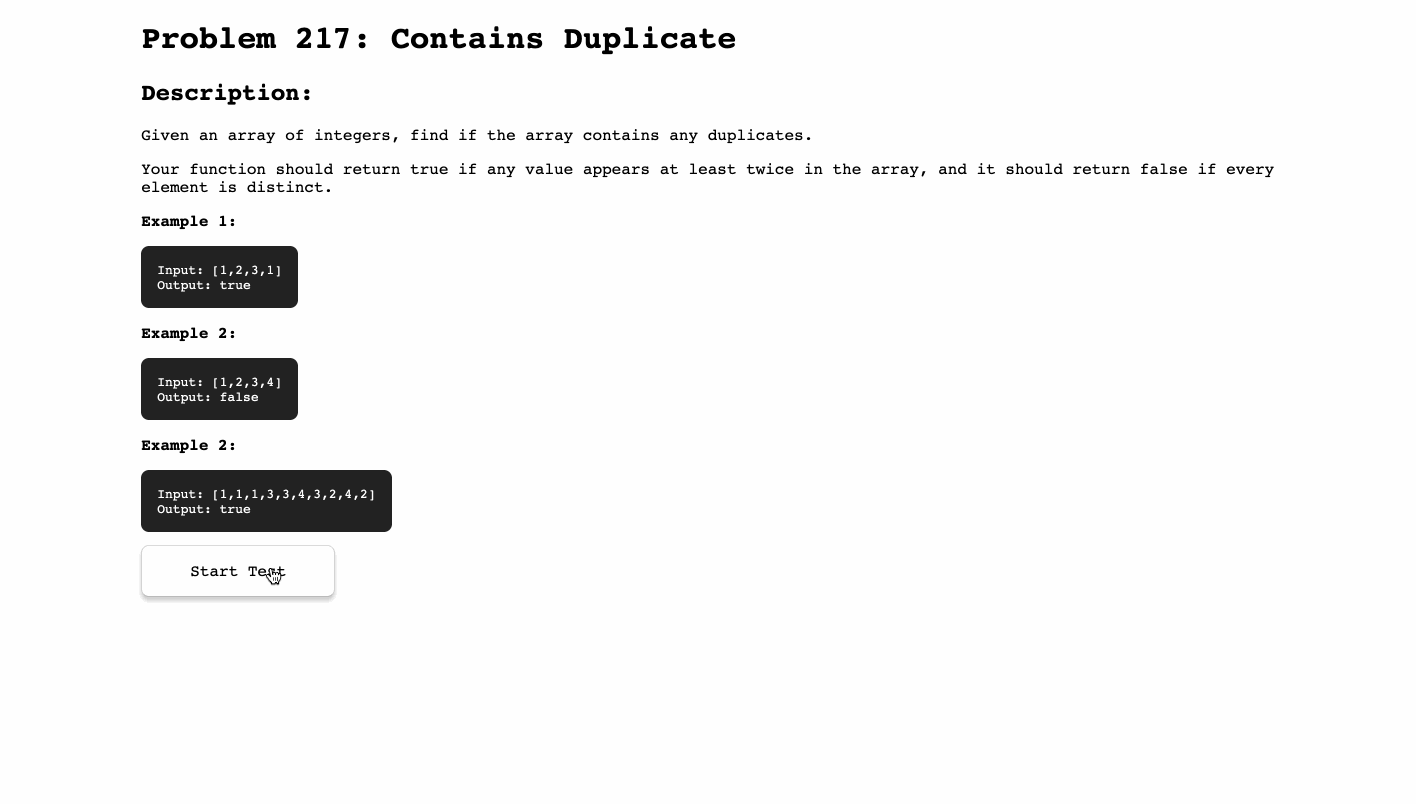 Problem 217: Contains Duplicate
Description:
Given an array of integers, find if the array contains any duplicates.
Your function should return true if any value appears at least twice in the array, and it should return false if every
element is distinct.
Example 1:
Input: [1,2,3,1]
Output: true
Example 2:
Input: [1,2,3,4]
Output: false
Example 2:
Input: [1,1,1,3,3,4,3,2,4,2]
Output: true
Start Test